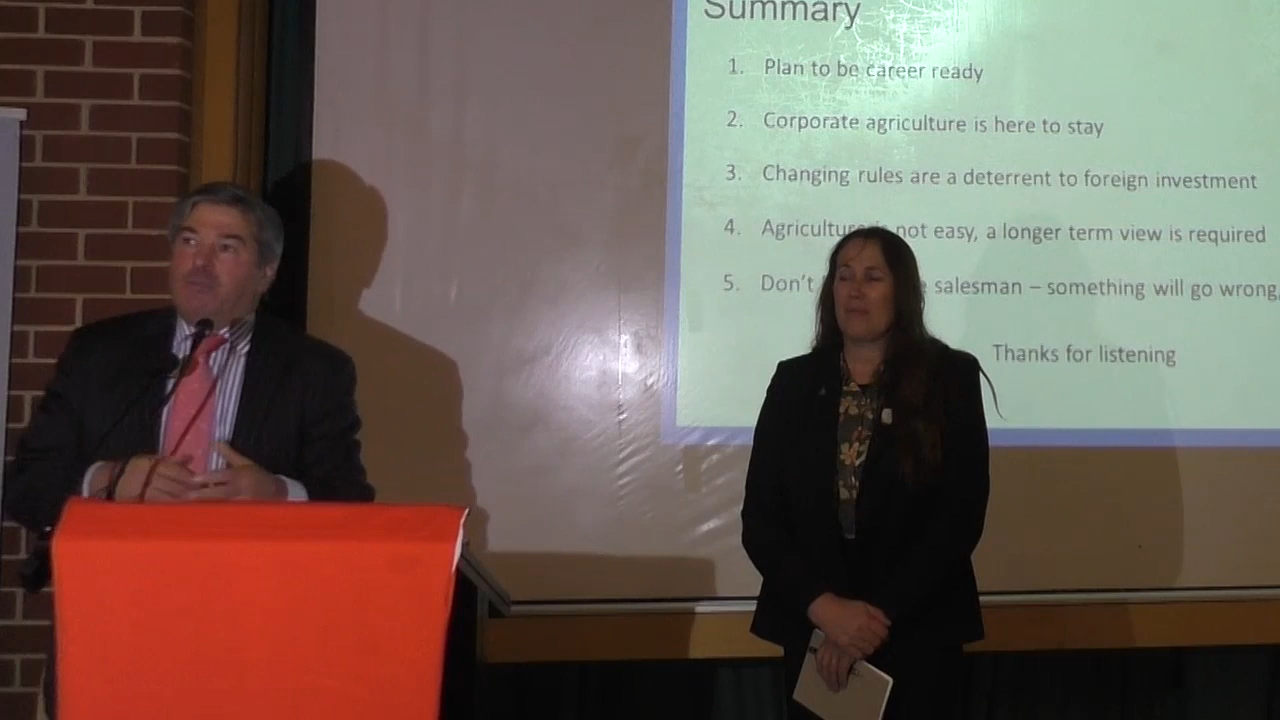 Summary
1. Plan to be career ready
2. Corporate agriculture is here to stay
3. Changing rules are a deterrent to foreign investment
4. Agriculture is not easy, a longer term view is required
5. Don't salesman – something will go wrong
Thanks for listening